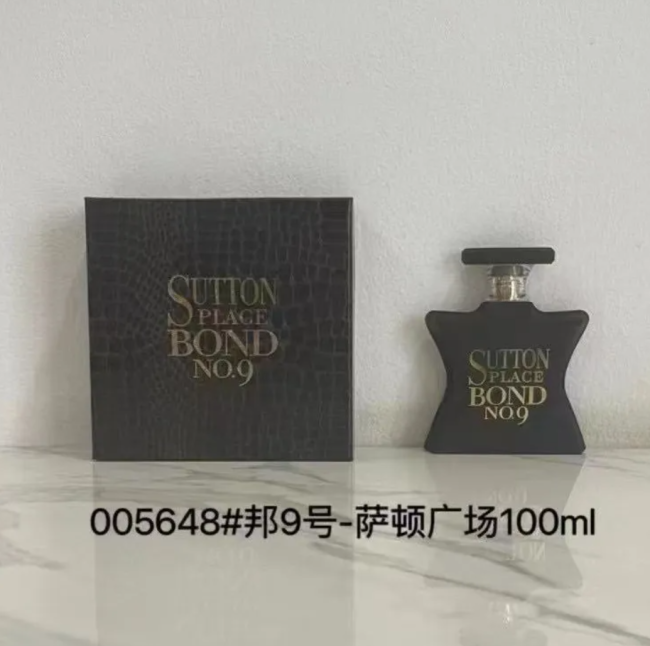 SUTTON
PLACE
BOND
NO.9
SUTTON
PLACE
BOND
NO.9
005648#邦9号-萨顿广场100ml